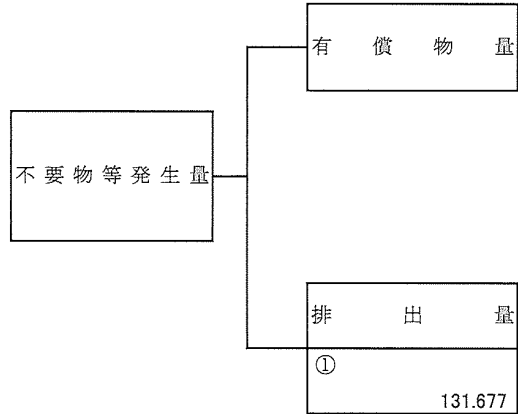 有償物量
不要物等発生量
排出量
①
131.677